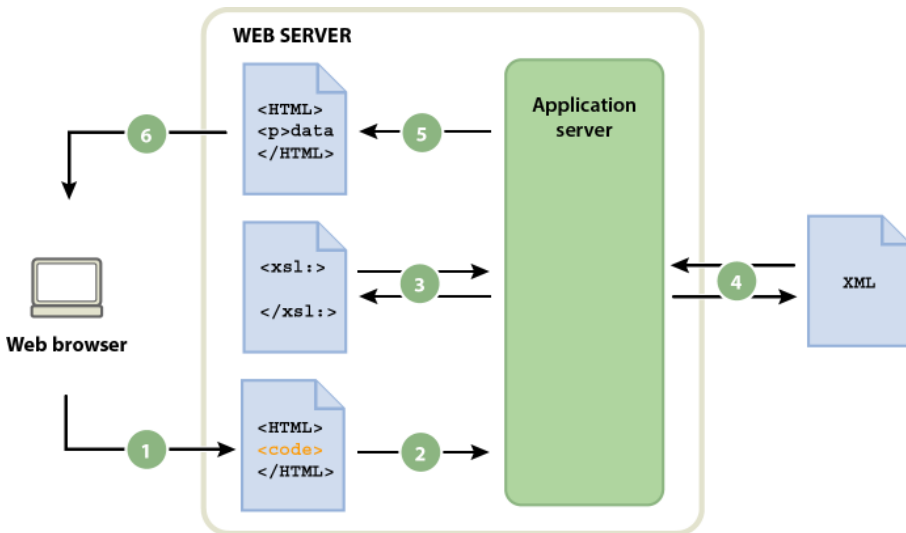 WEB SERVER
<HTML>
<p>data
</HTML>
6
5
Application
server
<xsl:>
</xsl:>
3
4
XML
Web browser
1
<HTML>
<code>
</HTML>
2